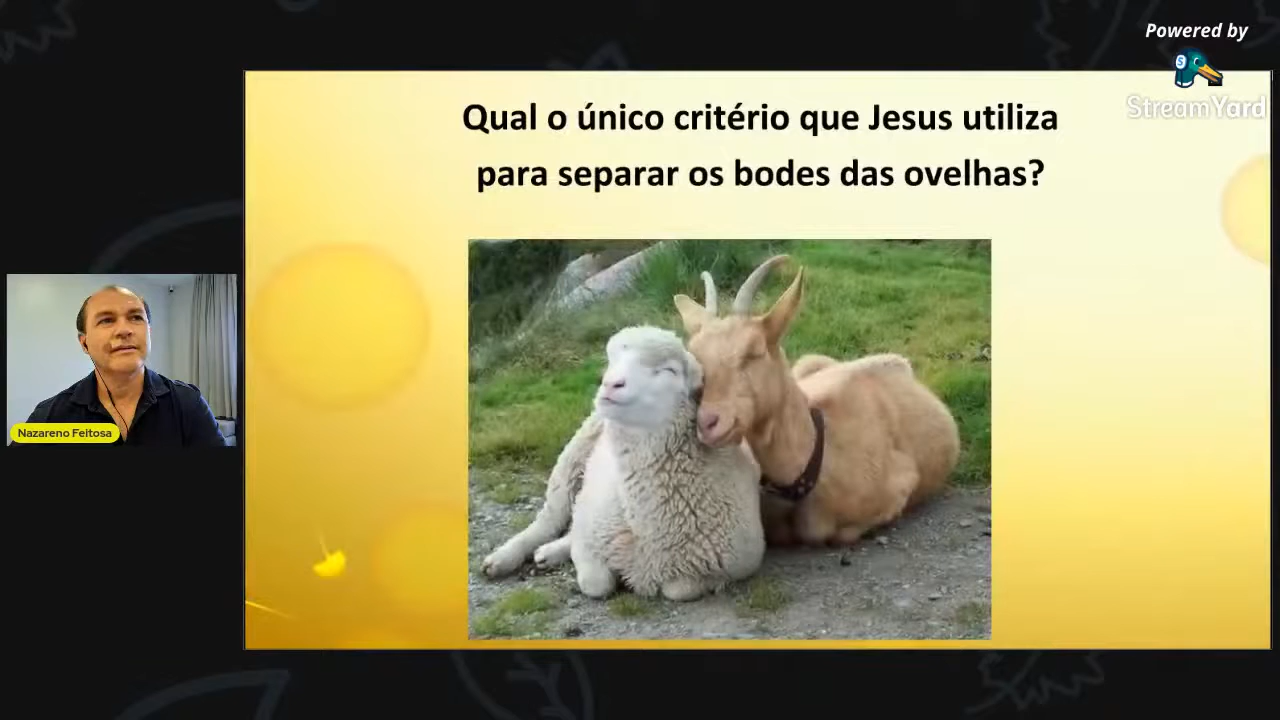 Powered by
StreamYard
Qual o único critério que Jesus utiliza
para separar os bodes das ovelhas?
Nazareno Feitosa